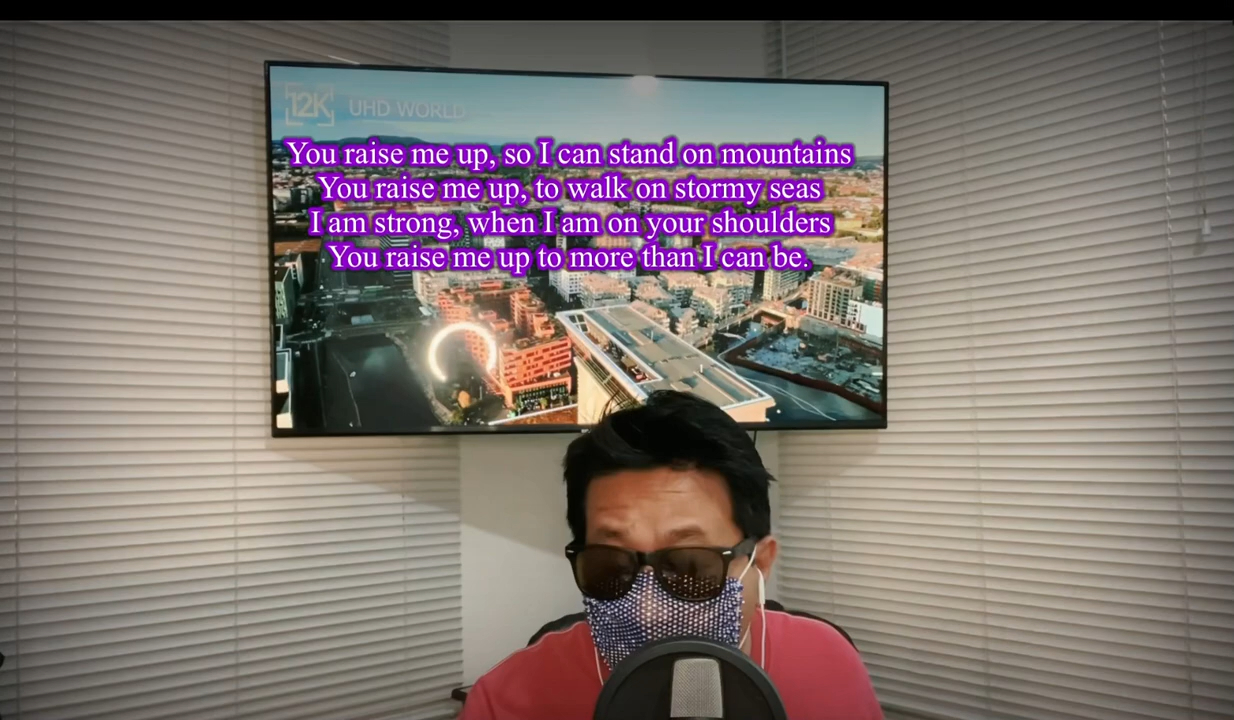 12K UHD WORLD
You raise me up, so I can stand on mountains
You raise me up, to walk on stormy seas
I am strong, when I am on your shoulders
You raise me up to more than I can be.